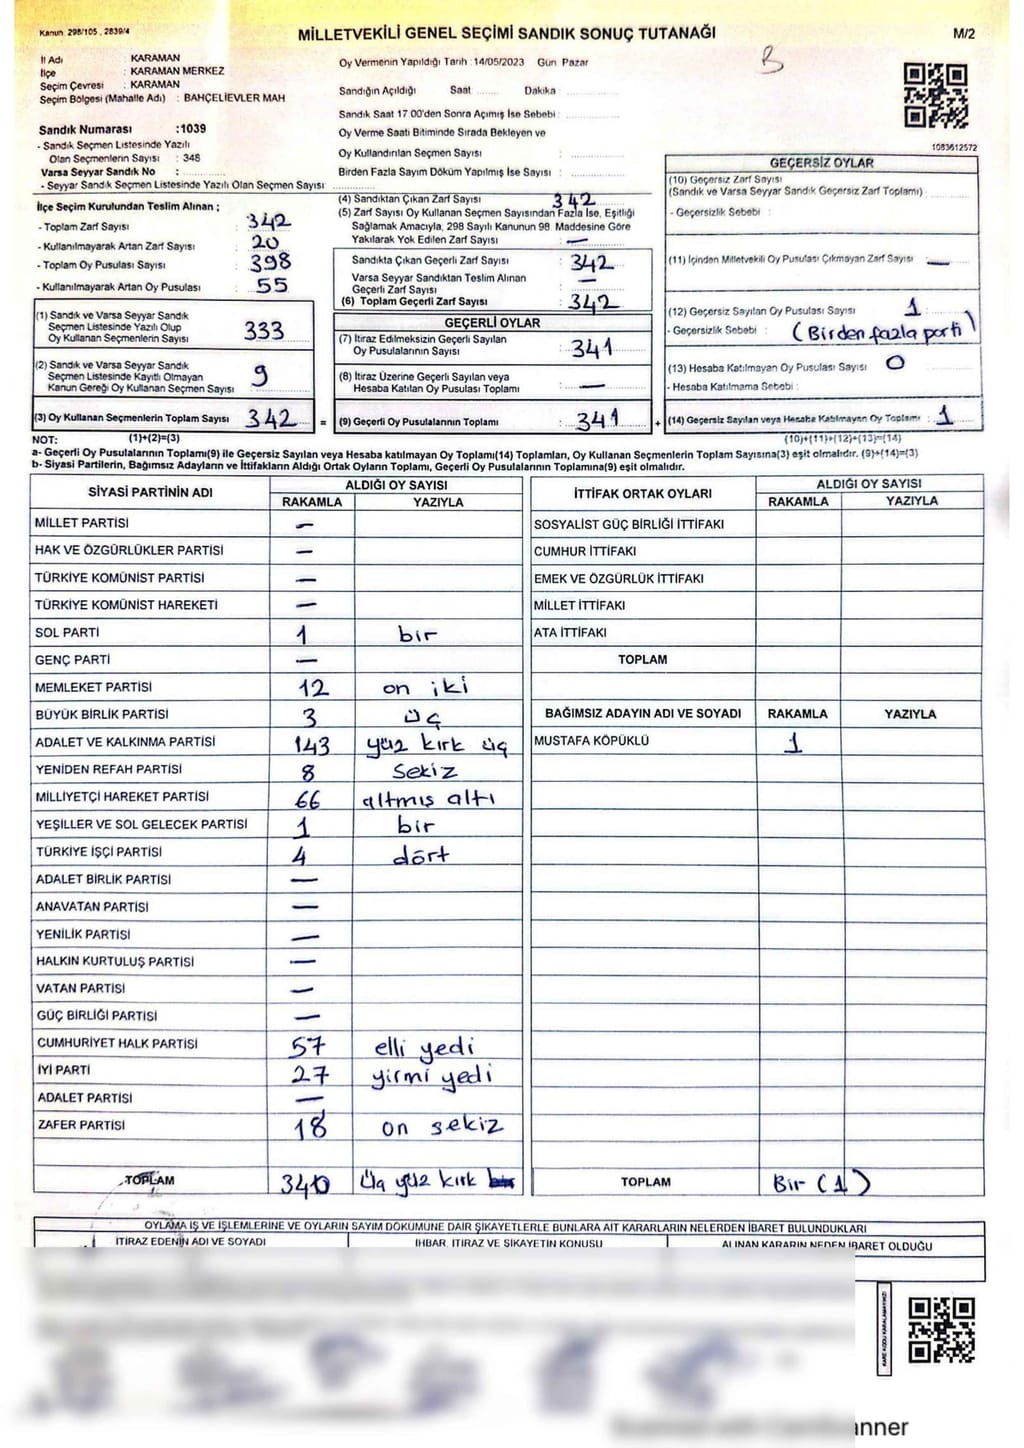 Kanun 298/105 , 2839/4
MİLLETVEKİLİ GENEL SEÇİMİ SANDIK SONUÇ TUTANAĞI
M/2
İl Adı : KARAMAN
İlçe : KARAMAN MERKEZ
Seçim Çevresi : KARAMAN
Seçim Bölgesi (Mahalle Adı) : BAHÇELİEVLER MAH
Sandık Numarası :1039
- Sandık Seçmen Listesinde Yazılı
Olan Seçmenlerin Sayısı : 348
Varsa Seyyar Sandık No :
- Seyyar Sandık Seçmen Listesinde Yazılı Olan Seçmen Sayısı :
Oy Vermenin Yapıldığı Tarih :14/05/2023 Gün Pazar
B
Sandığın Açıldığı Saat ........ Dakika :
Sandık Saat 17.00'den Sonra Açımış İse Sebebi :
Oy Verme Saati Bitiminde Sırada Bekleyen ve
Oy Kullandırılan Seçmen Sayısı :
Birden Fazla Sayım Döküm Yapılmış İse Sayısı :
1083612572
İlçe Seçim Kurulundan Teslim Alınan ;
- Toplam Zarf Sayısı : 342
- Kullanılmayarak Artan Zarf Sayısı : 20
- Toplam Oy Pusulası Sayısı : 398
- Kullanılmayarak Artan Oy Pusulası : 55
(1) Sandık ve Varsa Seyyar Sandık
Seçmen Listesinde Yazılı Olup
Oy Kullanan Seçmenlerin Sayısı : 333
(2) Sandık ve Varsa Seyyar Sandık
Seçmen Listesinde Kayıtlı Olmayan
Kanun Gereği Oy Kullanan Seçmen Sayısı : 9
(3) Oy Kullanan Seçmenlerin Toplam Sayısı : 342 =
(4) Sandıktan Çıkan Zarf Sayısı : 342
(5) Zarf Sayısı Oy Kullanan Seçmen Sayısından Fazla İse, Eşitliği
Sağlamak Amacıyla, 298 Sayılı Kanunun 98 Maddesine Göre
Yakılarak Yok Edilen Zarf Sayısı : —
Sandıkta Çıkan Geçerli Zarf Sayısı : 342
Varsa Seyyar Sandıktan Teslim Alınan
Geçerli Zarf Sayısı : —
(6) Toplam Geçerli Zarf Sayısı : 342
GEÇERLİ OYLAR
(7) İtiraz Edilmeksizin Geçerli Sayılan
Oy Pusulalarının Sayısı : 341
(8) İtiraz Üzerine Geçerli Sayılan veya
Hesaba Katılan Oy Pusulası Toplamı : —
(9) Geçerli Oy Pusulalarının Toplamı : 341 +
GEÇERSİZ OYLAR
(10) Geçersiz Zarf Sayısı
(Sandık ve Varsa Seyyar Sandık Geçersiz Zarf Toplamı) :
- Geçersizlik Sebebi :
(11) İçinden Milletvekili Oy Pusulası Çıkmayan Zarf Sayısı : —
(12) Geçersiz Sayılan Oy Pusulası Sayısı : 1
- Geçersizlik Sebebi : (Birden fazla parti)
(13) Hesaba Katılmayan Oy Pusulası Sayısı : 0
- Hesaba Katılmama Sebebi :
(14) Geçersiz Sayılan veya Hesaba Katılmayan Oy Toplamı : 1
NOT: (1)+(2)=(3) (10)+(11)+(12)+(13)=(14)
a- Geçerli Oy Pusulalarının Toplamı(9) ile Geçersiz Sayılan veya Hesaba katılmayan Oy Toplamı(14) Toplamları, Oy Kullanan Seçmenlerin Toplam Sayısına(3) eşit olmalıdır. (9)+(14)=(3)
b- Siyasi Partilerin, Bağımsız Adayların ve İttifakların Aldığı Ortak Oyların Toplamı, Geçerli Oy Pusulalarının Toplamına(9) eşit olmalıdır.
SİYASİ PARTİNİN ADI ALDIĞI OY SAYISI
RAKAMLA YAZIYLA
MİLLET PARTİSİ —
HAK VE ÖZGÜRLÜKLER PARTİSİ —
TÜRKİYE KOMÜNİST PARTİSİ —
TÜRKİYE KOMÜNİST HAREKETİ —
SOL PARTİ 1 bir
GENÇ PARTİ —
MEMLEKET PARTİSİ 12 on iki
BÜYÜK BİRLİK PARTİSİ 3 üç
ADALET VE KALKINMA PARTİSİ 143 yüz kırk üç
YENİDEN REFAH PARTİSİ 8 sekiz
MİLLİYETÇİ HAREKET PARTİSİ 66 altmış altı
YEŞİLLER VE SOL GELECEK PARTİSİ 1 bir
TÜRKİYE İŞÇİ PARTİSİ 4 dört
ADALET BİRLİK PARTİSİ —
ANAVATAN PARTİSİ —
YENİLİK PARTİSİ —
HALKIN KURTULUŞ PARTİSİ —
VATAN PARTİSİ —
GÜÇ BİRLİĞİ PARTİSİ —
CUMHURİYET HALK PARTİSİ 57 elli yedi
İYİ PARTİ 27 yirmi yedi
ADALET PARTİSİ —
ZAFER PARTİSİ 18 on sekiz
TOPLAM 340 Üç yüz kırk
İTTİFAK ORTAK OYLARI ALDIĞI OY SAYISI
RAKAMLA YAZIYLA
SOSYALİST GÜÇ BİRLİĞİ İTTİFAKI
CUMHUR İTTİFAKI
EMEK VE ÖZGÜRLÜK İTTİFAKI
MİLLET İTTİFAKI
ATA İTTİFAKI
TOPLAM
BAĞIMSIZ ADAYIN ADI VE SOYADI RAKAMLA YAZIYLA
MUSTAFA KÖPÜKLÜ 1
TOPLAM Bir (1)
OYLAMA İŞ VE İŞLEMLERİNE VE OYLARIN SAYIM DÖKÜMÜNE DAİR ŞİKAYETLERLE BUNLARA AİT KARARLARIN NELERDEN İBARET BULUNDUKLARI
İTİRAZ EDENİN ADI VE SOYADI İHBAR, İTİRAZ VE ŞİKAYETİN KONUSU ALINAN KARARIN NEDEN İBARET OLDUĞU
KARE KODU KARALAMAYINIZ!
Scanned with CamScanner